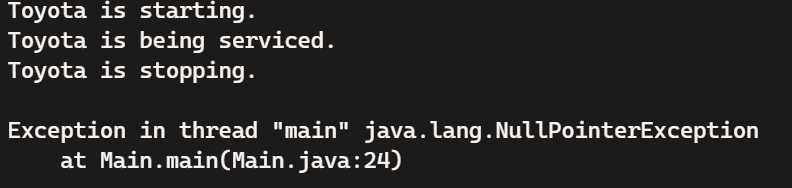 Toyota is starting.
Toyota is being serviced.
Toyota is stopping.
Exception in thread "main" java.lang.NullPointerException
at Main.main(Main.java:24)